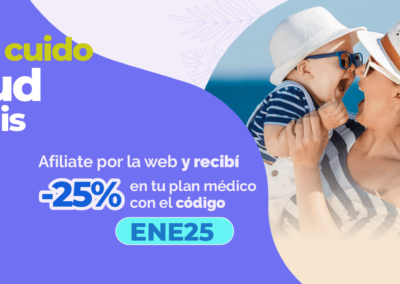 cuido
ud
is
Afiliate por la web y recibí
-25% en tu plan médico
con el código
ENE25